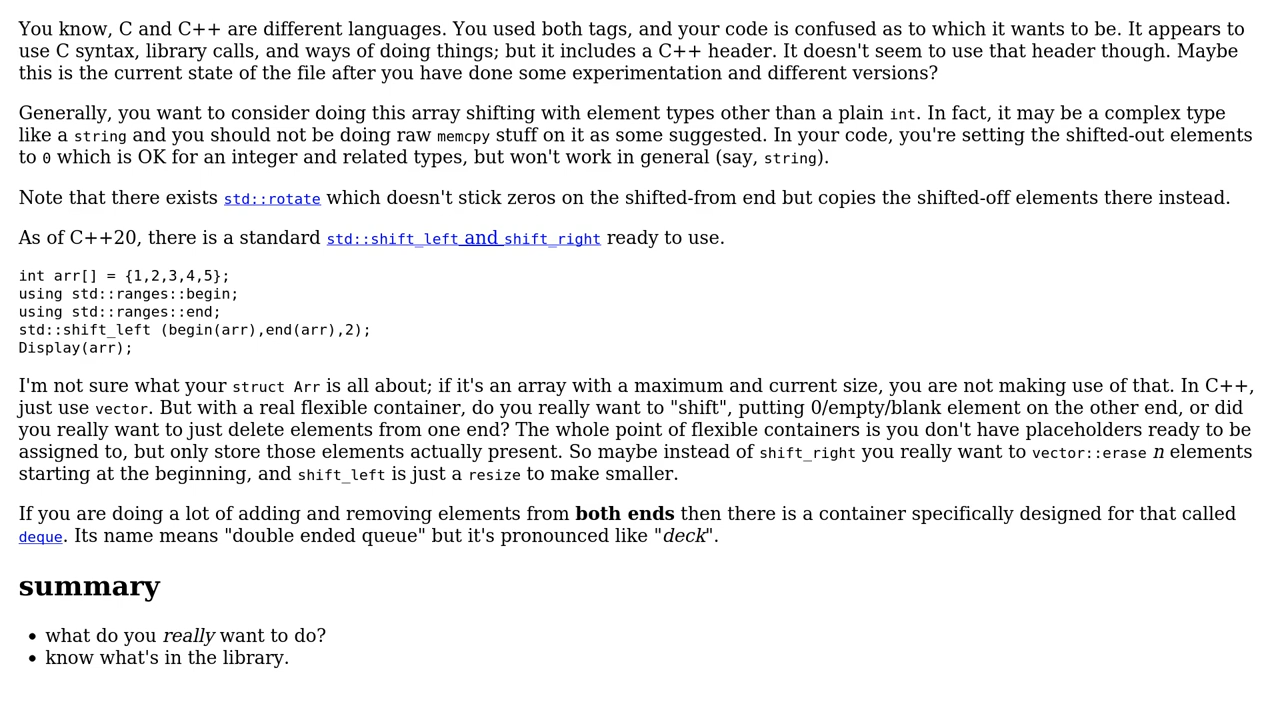 You know, C and C++ are different languages. You used both tags, and your code is confused as to which it wants to be. It appears to
use C syntax, library calls, and ways of doing things; but it includes a C++ header. It doesn't seem to use that header though. Maybe
this is the current state of the file after you have done some experimentation and different versions?
Generally, you want to consider doing this array shifting with element types other than a plain int. In fact, it may be a complex type
like a string and you should not be doing raw memcpy stuff on it as some suggested. In your code, you're setting the shifted-out elements
to 0 which is OK for an integer and related types, but won't work in general (say, string).
Note that there exists std::rotate which doesn't stick zeros on the shifted-from end but copies the shifted-off elements there instead.
As of C++20, there is a standard std::shift_left and shift_right ready to use.
int arr[] = {1,2,3,4,5};
using std::ranges::begin;
using std::ranges::end;
std::shift_left (begin(arr),end(arr),2);
Display(arr);
I'm not sure what your struct Arr is all about; if it's an array with a maximum and current size, you are not making use of that. In C++,
just use vector. But with a real flexible container, do you really want to "shift", putting 0/empty/blank element on the other end, or did
you really want to just delete elements from one end? The whole point of flexible containers is you don't have placeholders ready to be
assigned to, but only store those elements actually present. So maybe instead of shift_right you really want to vector::erase n elements
starting at the beginning, and shift_left is just a resize to make smaller.
If you are doing a lot of adding and removing elements from both ends then there is a container specifically designed for that called
deque. Its name means "double ended queue" but it's pronounced like "deck".
summary
• what do you really want to do?
• know what's in the library.